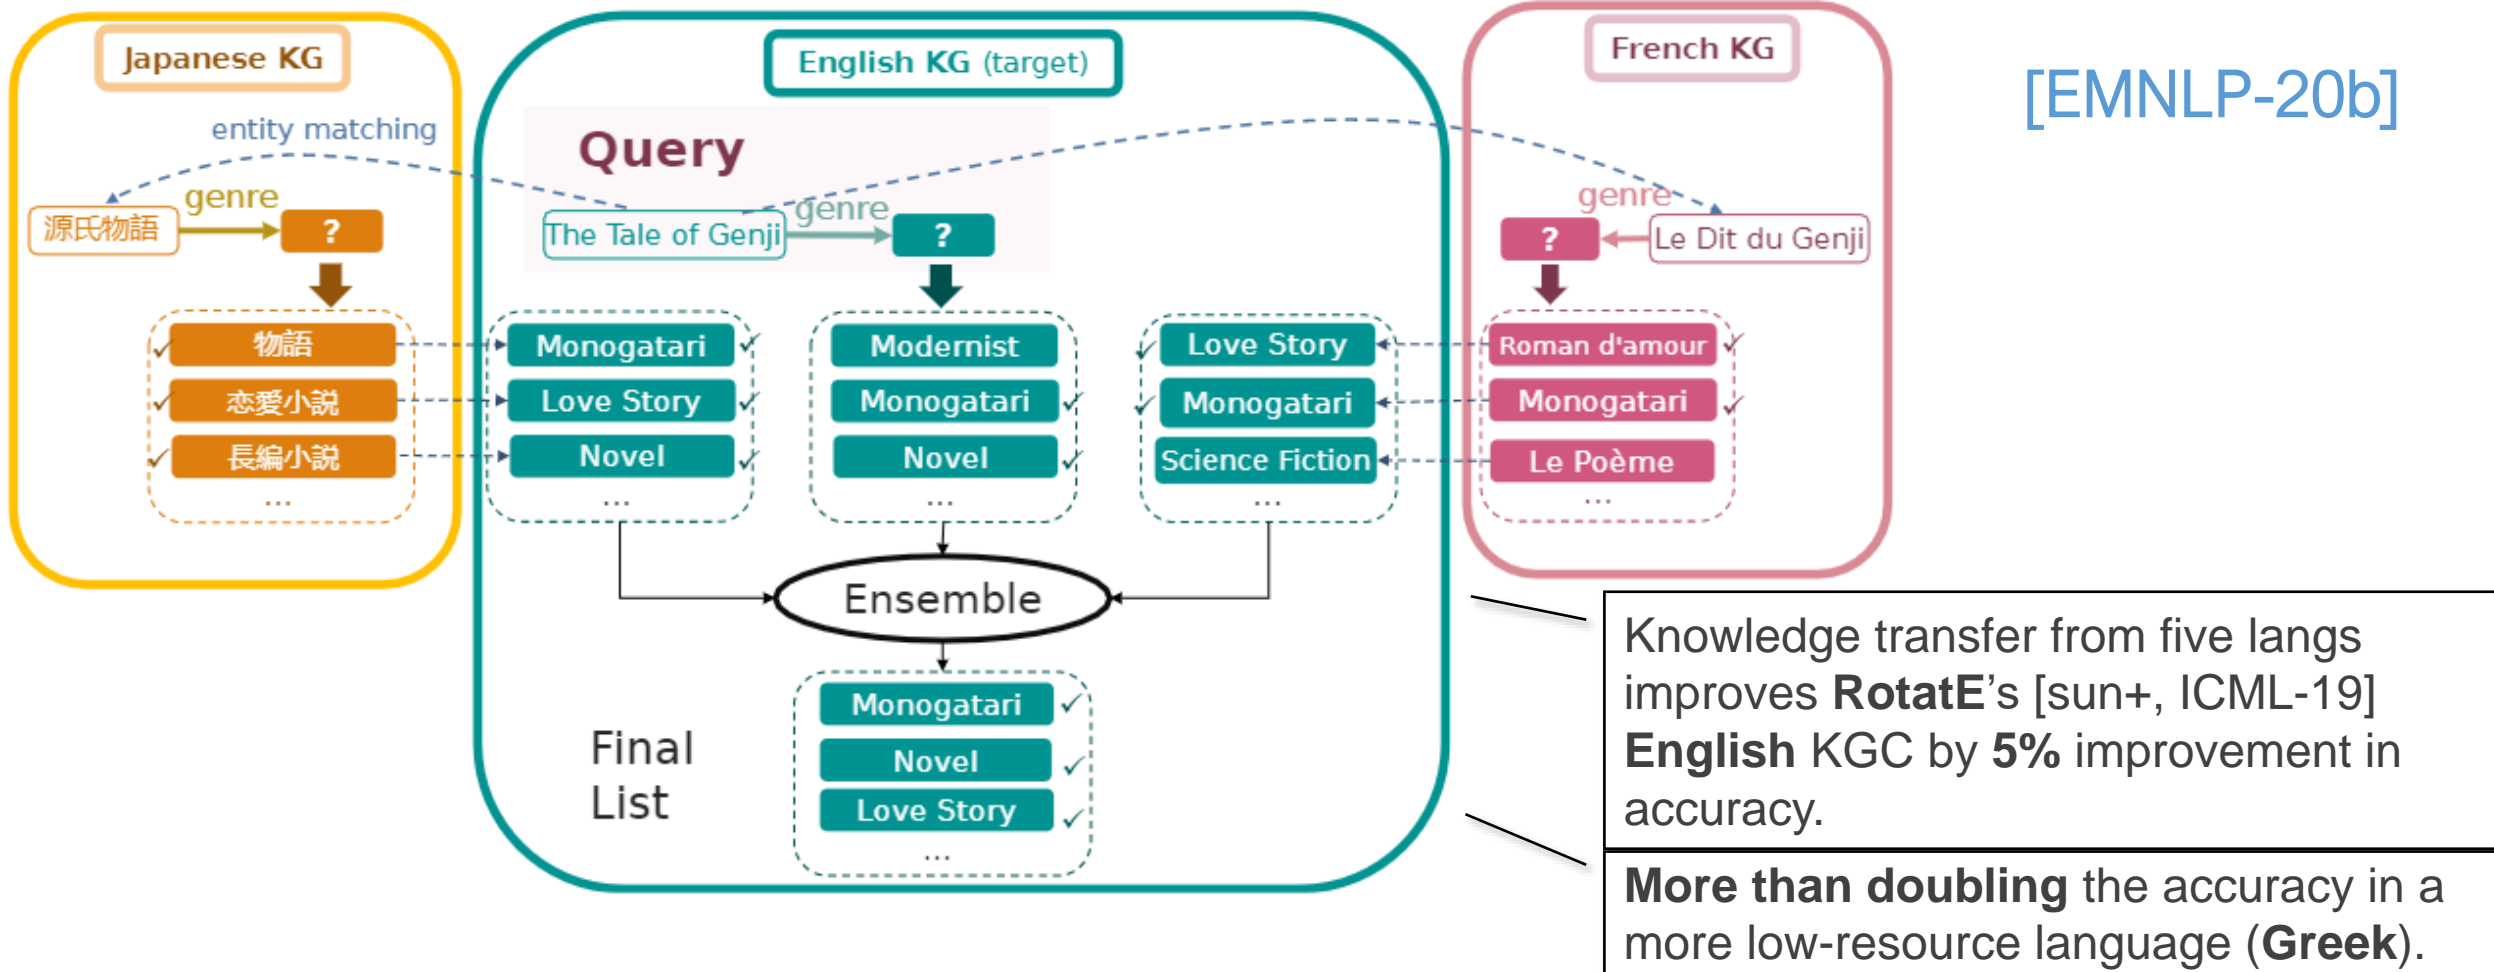 Japanese KG
English KG (target)
French KG
[EMNLP-20b]
entity matching
Query
genre
源氏物語
?
The Tale of Genji
genre
?
genre
?
Le Dit du Genji
物語
恋愛小説
長編小説
...
Monogatari
Love Story
Novel
...
Modernist
Monogatari
Novel
...
Love Story
Monogatari
Science Fiction
...
Roman d'amour
Monogatari
Le Poème
...
Ensemble
Final
List
Monogatari
Novel
Love Story
...
Knowledge transfer from five langs
improves RotatE’s [sun+, ICML-19]
English KGC by 5% improvement in
accuracy.
More than doubling the accuracy in a
more low-resource language (Greek).